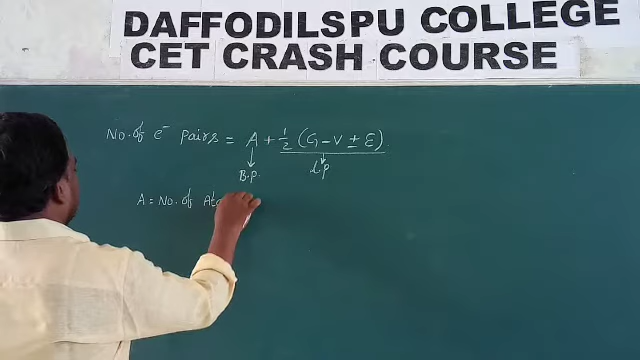 DAFFODILSPU COLLEGE
CET CRASH COURSE
No. of e⁻ Pairs = A + 1/2 (G - V ± E)
B.P. L.P
A = No. of Ato